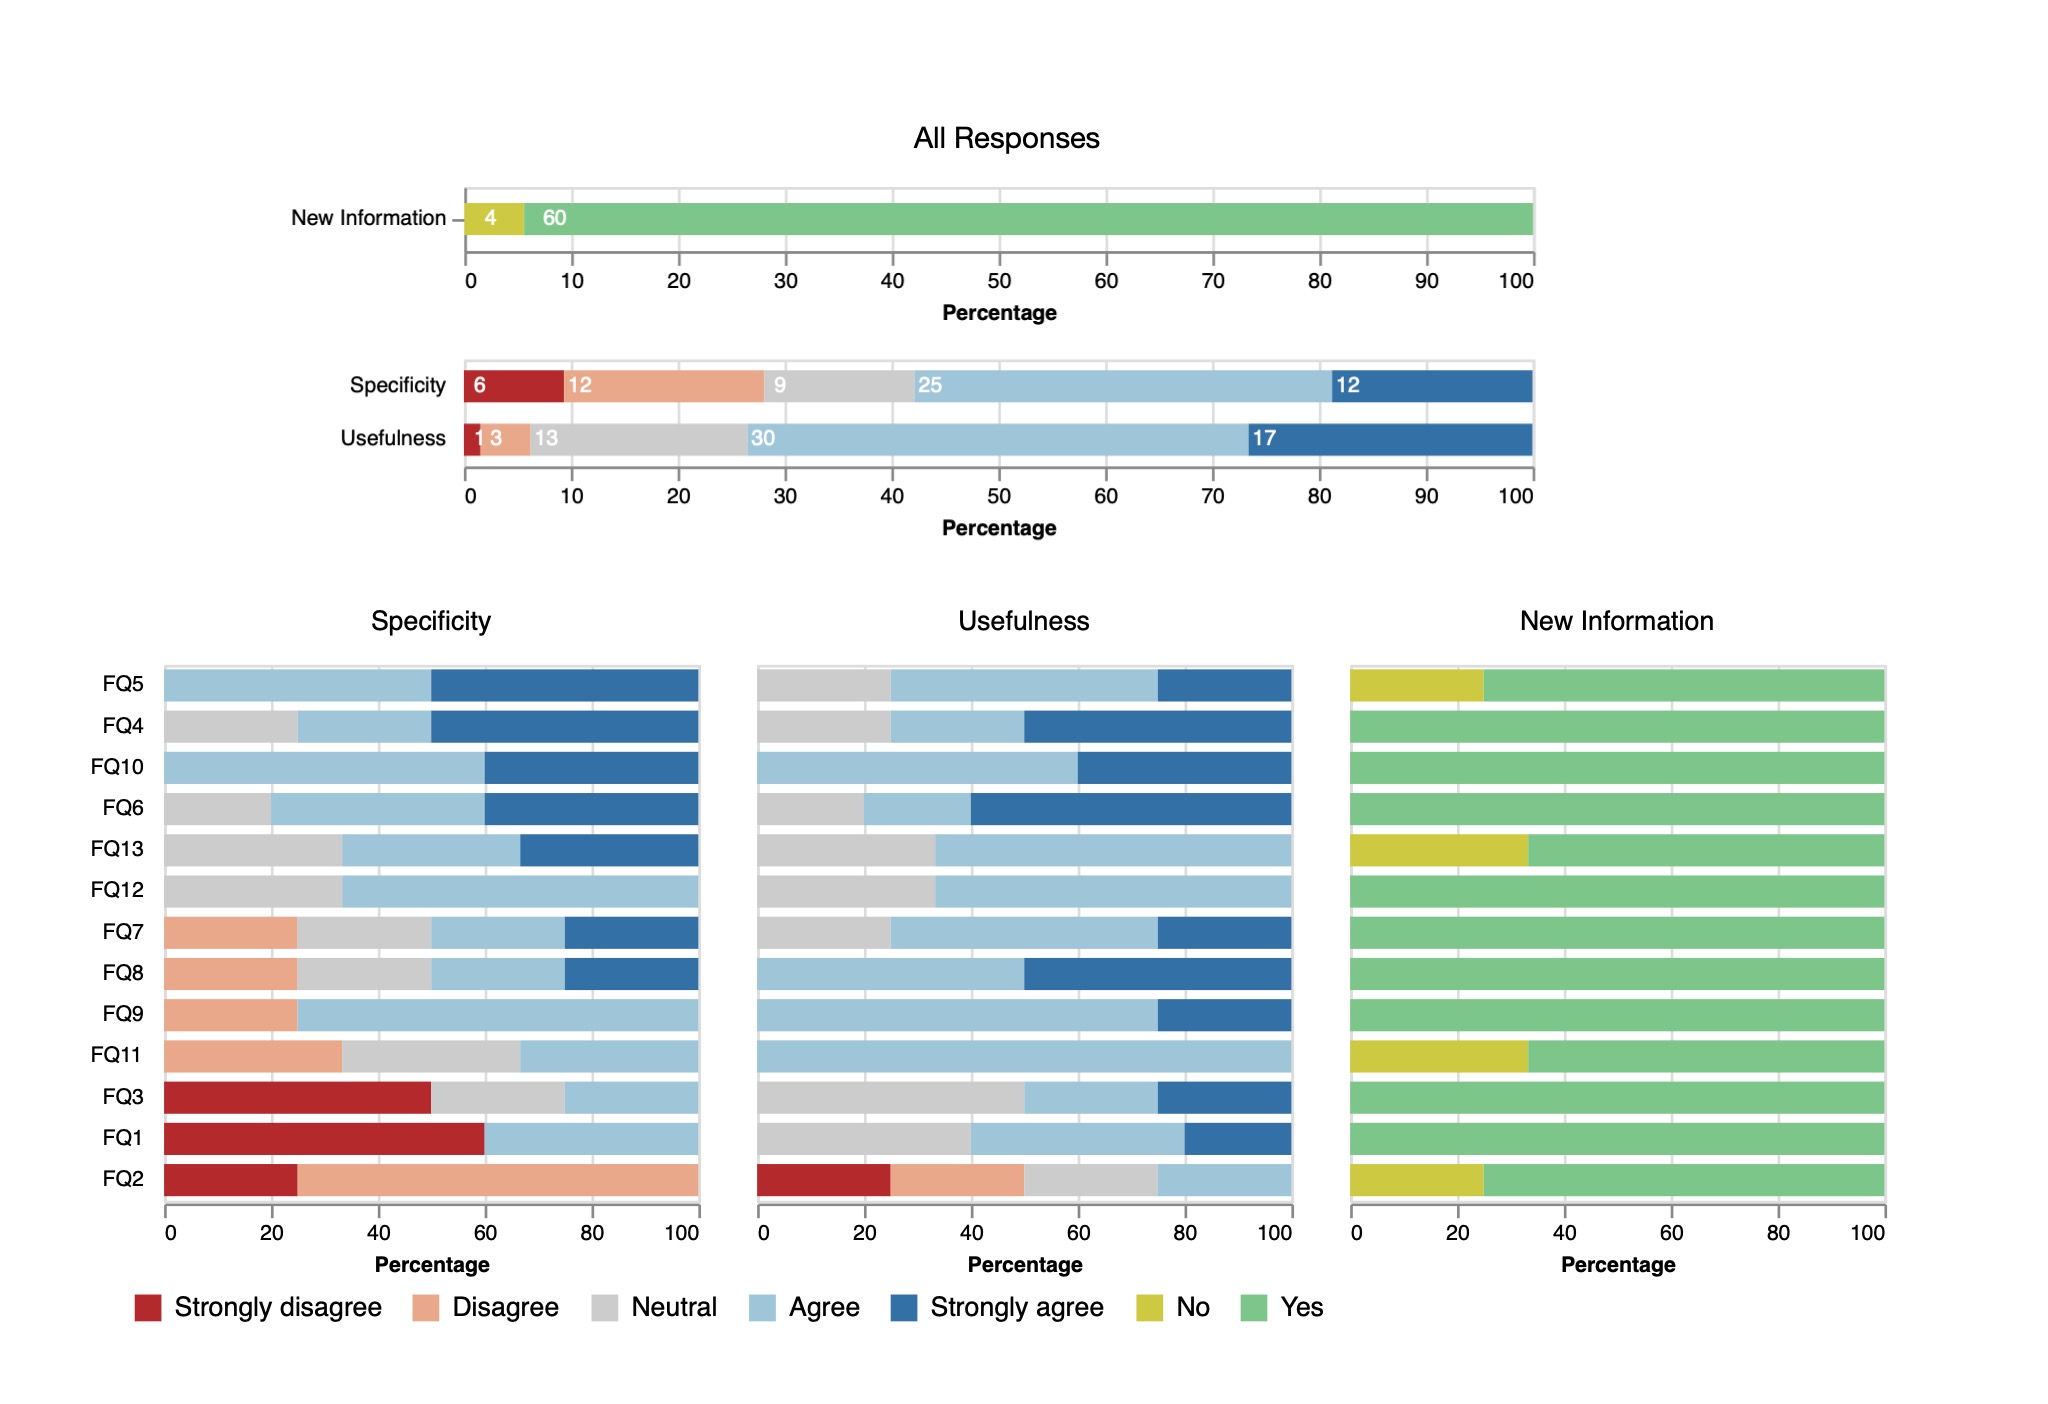 All Responses
New Information 4 60
0 10 20 30 40 50 60 70 80 90 100
Percentage
Specificity 6 12 9 25 12
Usefulness 1 3 13 30 17
0 10 20 30 40 50 60 70 80 90 100
Percentage
Specificity Usefulness New Information
FQ5
FQ4
FQ10
FQ6
FQ13
FQ12
FQ7
FQ8
FQ9
FQ11
FQ3
FQ1
FQ2
0 20 40 60 80 100 0 20 40 60 80 100 0 20 40 60 80 100
Percentage Percentage Percentage
Strongly disagree Disagree Neutral Agree Strongly agree No Yes